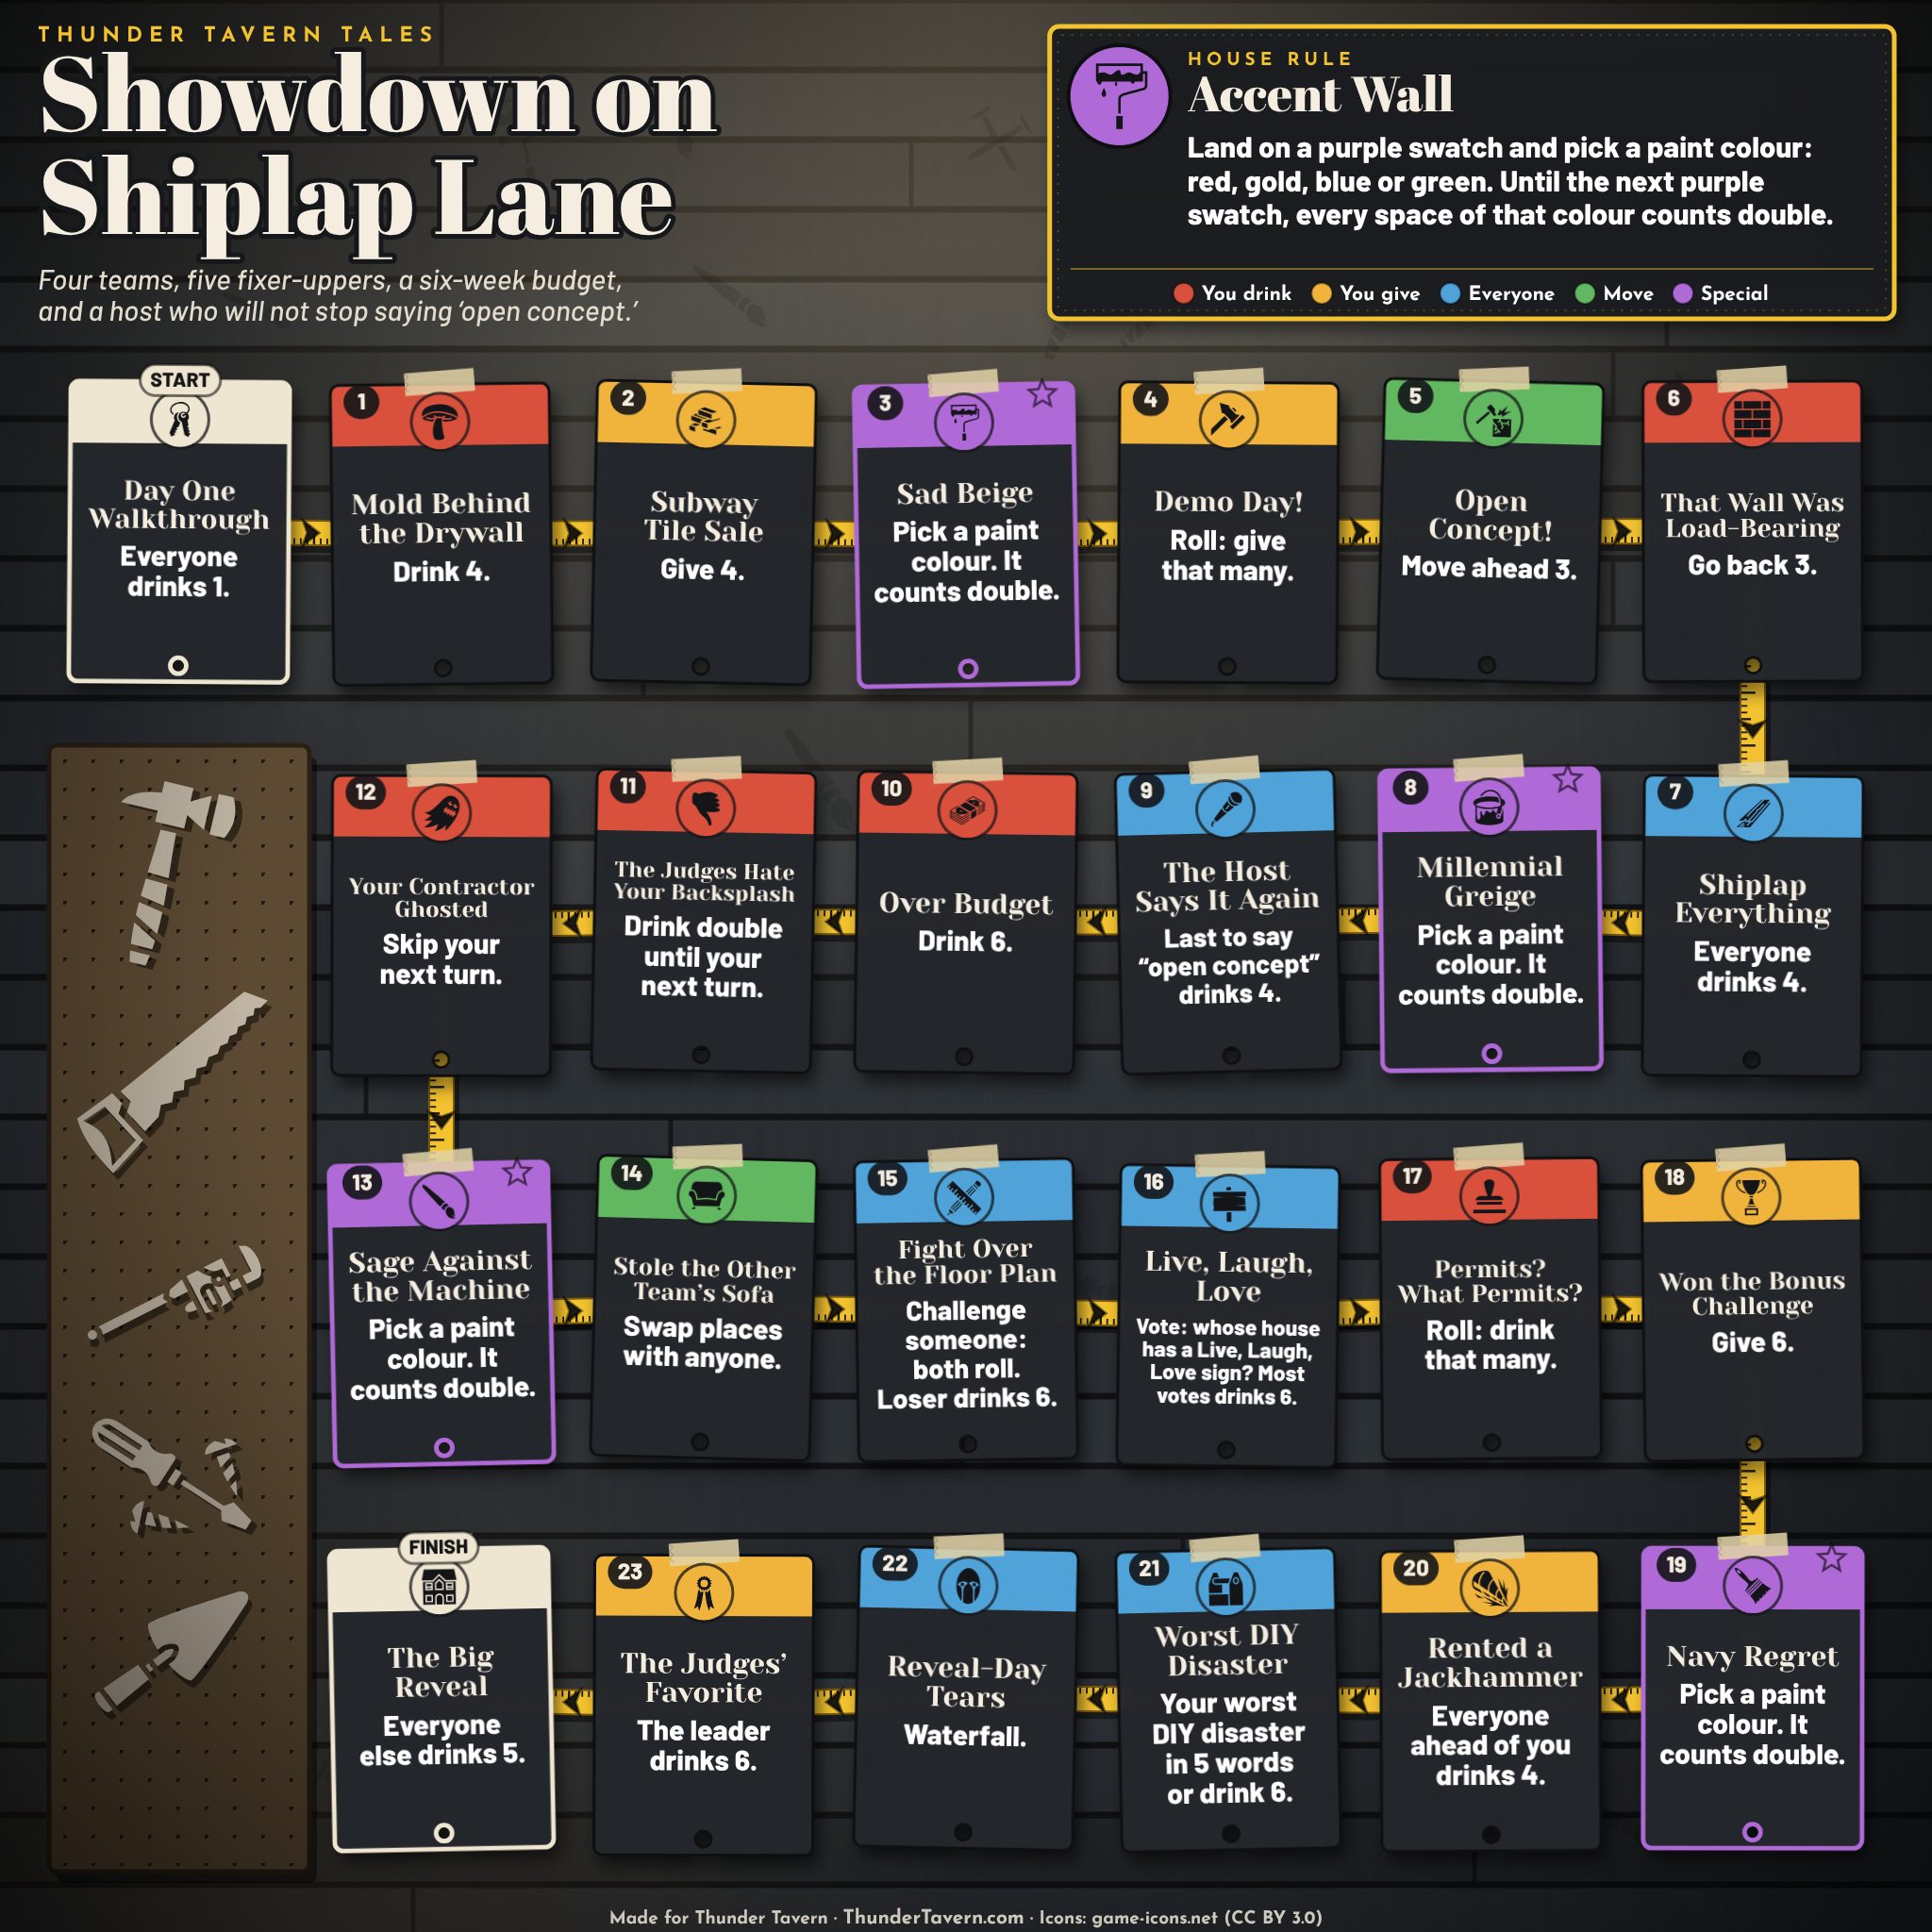 THUNDER TAVERN TALES
Showdown on
Shiplap Lane
Four teams, five fixer-uppers, a six-week budget,
and a host who will not stop saying ‘open concept.’
HOUSE RULE
Accent Wall
Land on a purple swatch and pick a paint colour:
red, gold, blue or green. Until the next purple
swatch, every space of that colour counts double.
You drink You give Everyone Move Special
START
Day One
Walkthrough
Everyone
drinks 1.
1
Mold Behind
the Drywall
Drink 4.
2
Subway
Tile Sale
Give 4.
3
Sad Beige
Pick a paint
colour. It
counts double.
4
Demo Day!
Roll: give
that many.
5
Open
Concept!
Move ahead 3.
6
That Wall Was
Load-Bearing
Go back 3.
7
Shiplap
Everything
Everyone
drinks 4.
8
Millennial
Greige
Pick a paint
colour. It
counts double.
9
The Host
Says It Again
Last to say
“open concept”
drinks 4.
10
Over Budget
Drink 6.
11
The Judges Hate
Your Backsplash
Drink double
until your
next turn.
12
Your Contractor
Ghosted
Skip your
next turn.
13
Sage Against
the Machine
Pick a paint
colour. It
counts double.
14
Stole the Other
Team’s Sofa
Swap places
with anyone.
15
Fight Over
the Floor Plan
Challenge
someone:
both roll.
Loser drinks 6.
16
Live, Laugh,
Love
Vote: whose house
has a Live, Laugh,
Love sign? Most
votes drinks 6.
17
Permits?
What Permits?
Roll: drink
that many.
18
Won the Bonus
Challenge
Give 6.
19
Navy Regret
Pick a paint
colour. It
counts double.
20
Rented a
Jackhammer
Everyone
ahead of you
drinks 4.
21
Worst DIY
Disaster
Your worst
DIY disaster
in 5 words
or drink 6.
22
Reveal-Day
Tears
Waterfall.
23
The Judges’
Favorite
The leader
drinks 6.
FINISH
The Big
Reveal
Everyone
else drinks 5.
Made for Thunder Tavern · ThunderTavern.com · Icons: game-icons.net (CC BY 3.0)